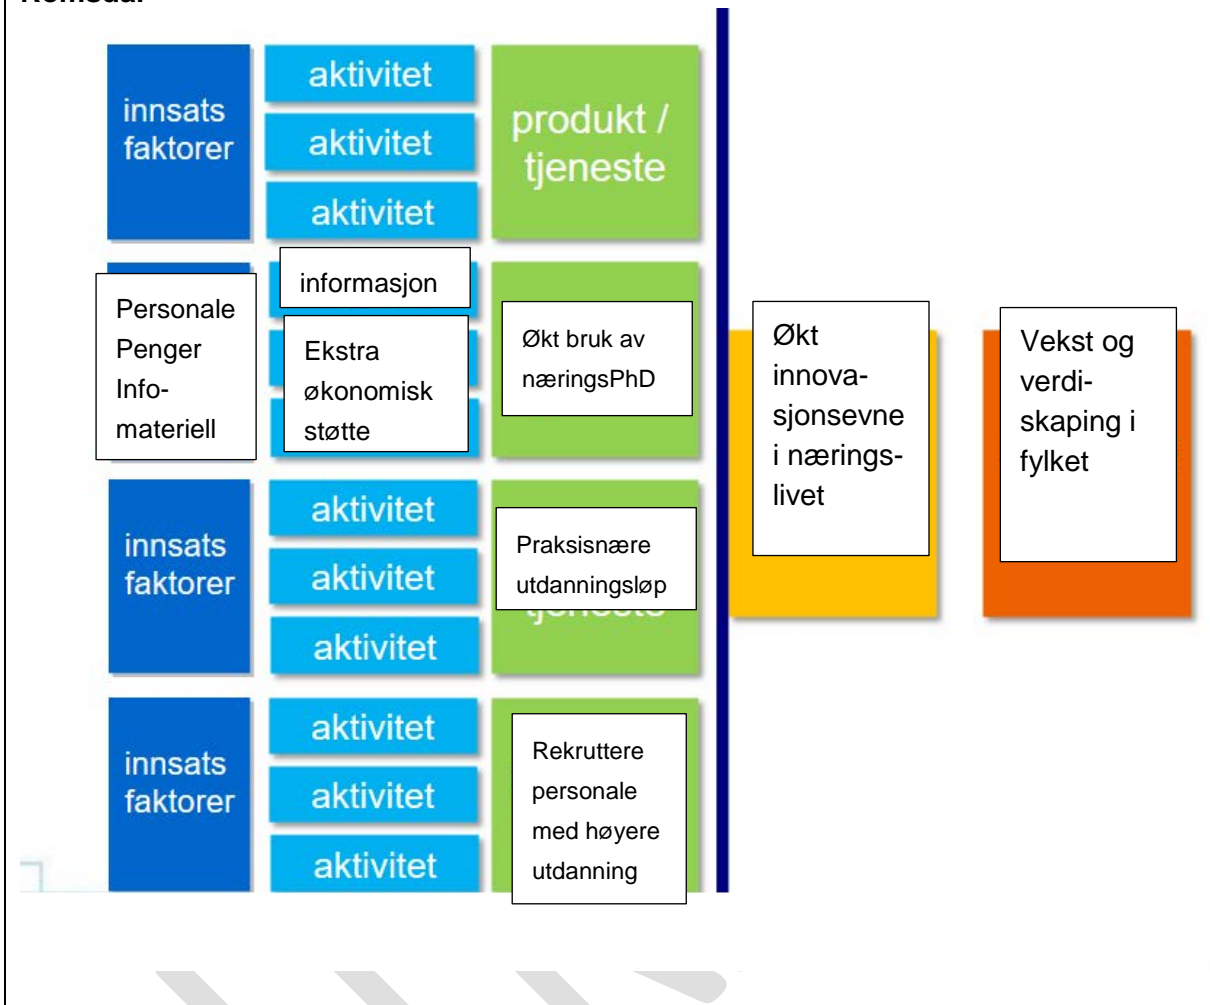 innsats
faktorer
aktivitet
aktivitet
aktivitet
produkt /
tjeneste
Personale
Penger
Info-
materiell
informasjon
Ekstra
økonomisk
støtte
Økt bruk av
næringsPhD
Økt
innova-
sjonsevne
i nærings-
livet
Vekst og
verdi-
skaping i
fylket
innsats
faktorer
aktivitet
aktivitet
aktivitet
Praksisnære
utdanningsløp
tjeneste
innsats
faktorer
aktivitet
aktivitet
aktivitet
Rekruttere
personale
med høyere
utdanning